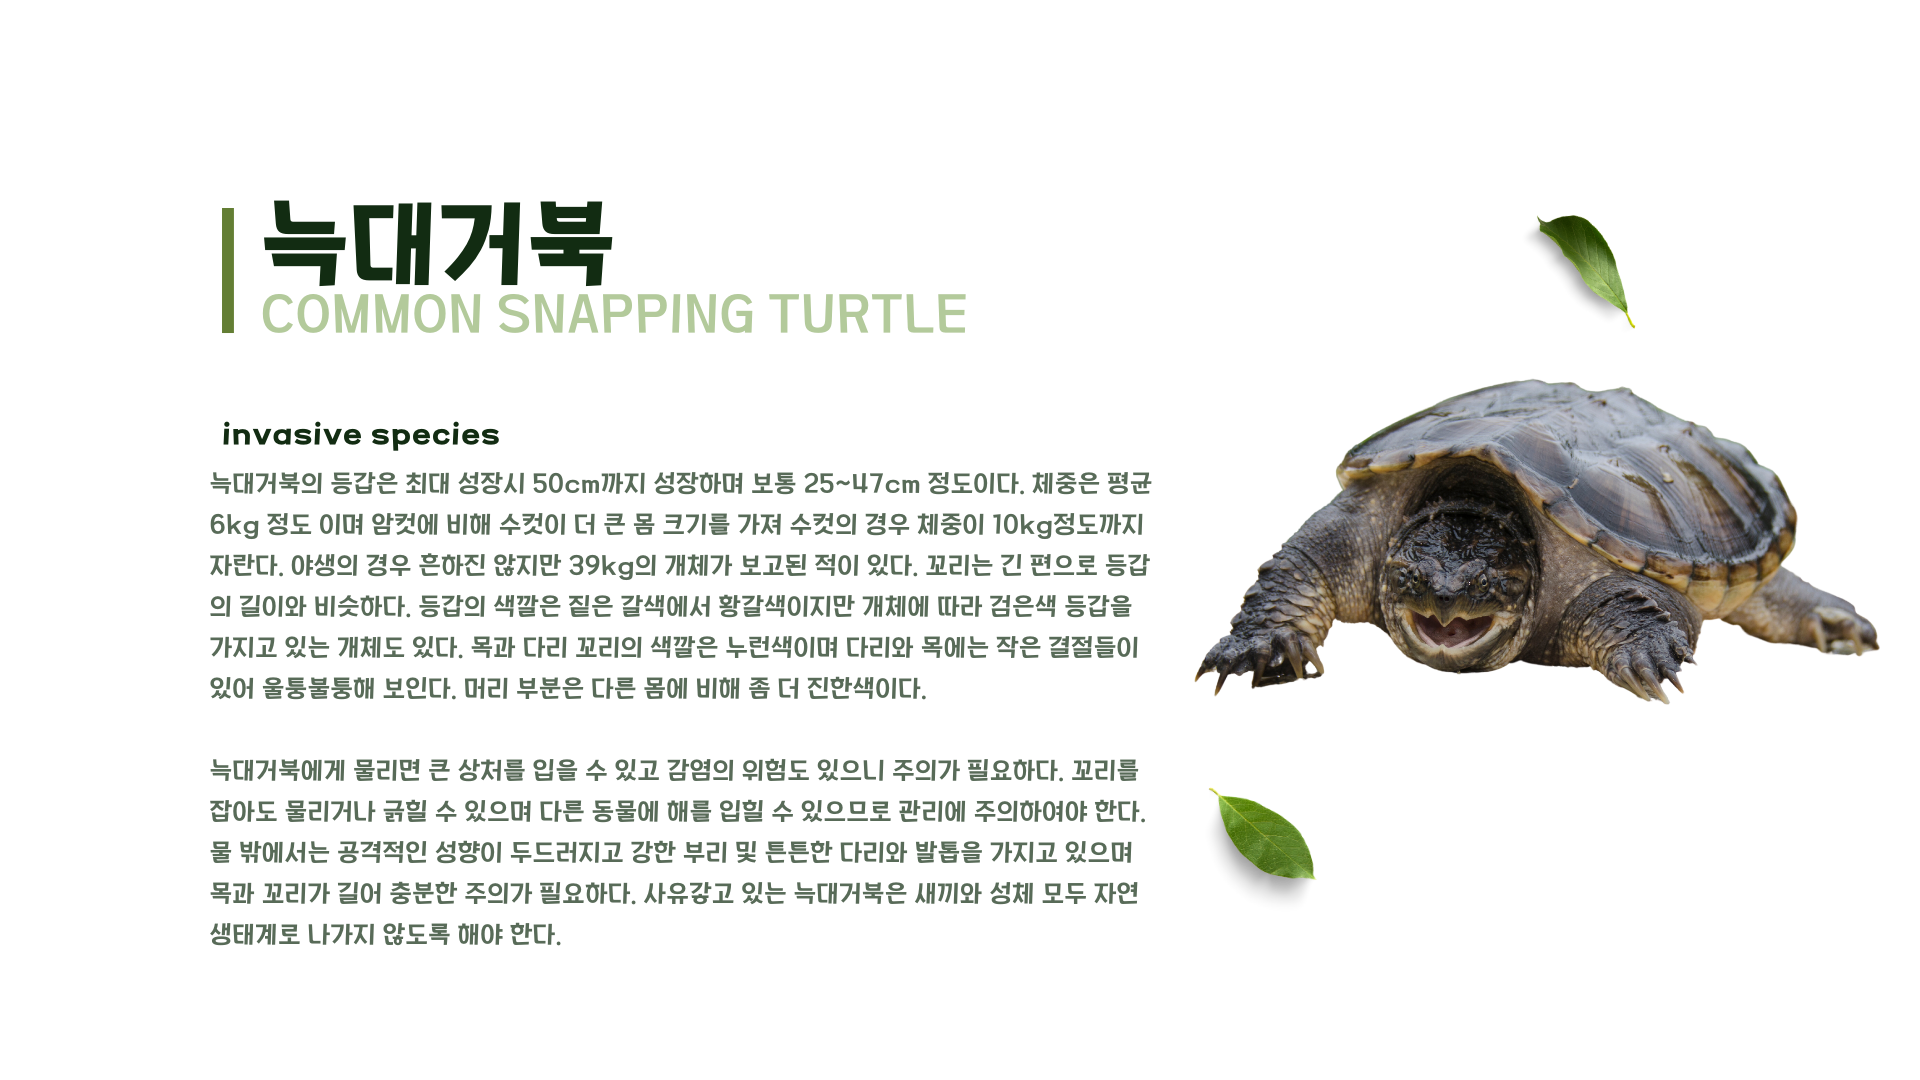 늑대거북
COMMON SNAPPING TURTLE
invasive species
늑대거북의 등갑은 최대 성장시 50cm까지 성장하며 보통 25~47cm 정도이다. 체중은 평균
6kg 정도 이며 암컷에 비해 수컷이 더 큰 몸 크기를 가져 수컷의 경우 체중이 10kg정도까지
자란다. 야생의 경우 흔하진 않지만 39kg의 개체가 보고된 적이 있다. 꼬리는 긴 편으로 등갑
의 길이와 비슷하다. 등갑의 색깔은 짙은 갈색에서 황갈색이지만 개체에 따라 검은색 등갑을
가지고 있는 개체도 있다. 목과 다리 꼬리의 색깔은 누런색이며 다리와 목에는 작은 결절들이
있어 울퉁불퉁해 보인다. 머리 부분은 다른 몸에 비해 좀 더 진한색이다.
늑대거북에게 물리면 큰 상처를 입을 수 있고 감염의 위험도 있으니 주의가 필요하다. 꼬리를
잡아도 물리거나 긁힐 수 있으며 다른 동물에 해를 입힐 수 있으므로 관리에 주의하여야 한다.
물 밖에서는 공격적인 성향이 두드러지고 강한 부리 및 튼튼한 다리와 발톱을 가지고 있으며
목과 꼬리가 길어 충분한 주의가 필요하다. 사유갛고 있는 늑대거북은 새끼와 성체 모두 자연
생태계로 나가지 않도록 해야 한다.